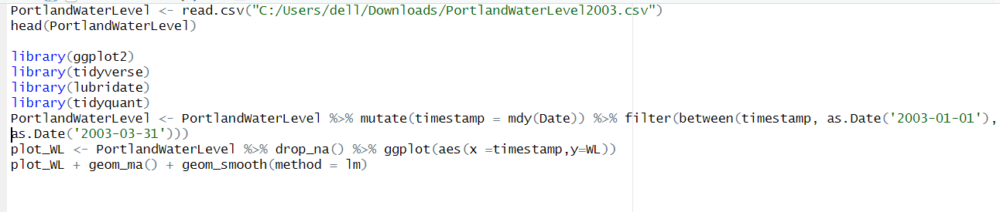 PortlandWaterLevel <- read.csv("C:/Users/dell/Downloads/PortlandWaterLevel2003.csv")
head(PortlandWaterLevel)
library(ggplot2)
library(tidyverse)
library(lubridate)
library(tidyquant)
PortlandWaterLevel <- PortlandWaterLevel %>% mutate(timestamp = mdy(Date)) %>% filter(between(timestamp, as.Date('2003-01-01'),
as.Date('2003-03-31')))
plot_WL <- PortlandWaterLevel %>% drop_na() %>% ggplot(aes(x =timestamp,y=WL))
plot_WL + geom_ma() + geom_smooth(method = lm)